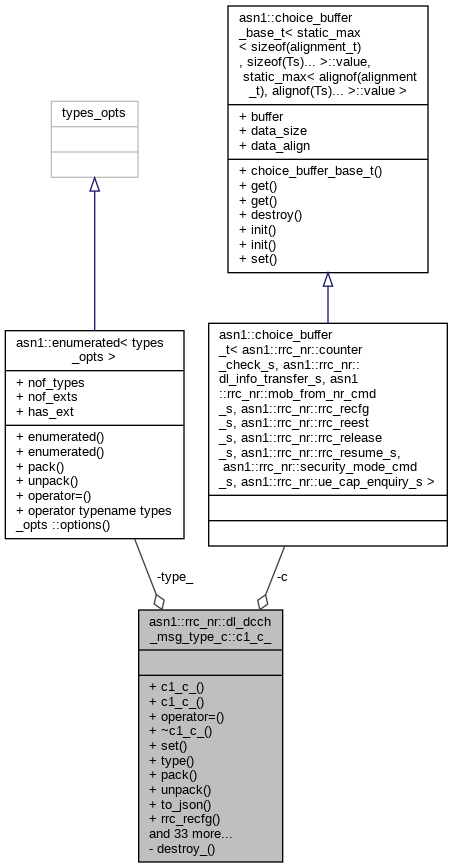 asn1::choice_buffer
_base_t< static_max
< sizeof(alignment_t)
, sizeof(Ts)... >::value,
static_max< alignof(alignment
_t), alignof(Ts)... >::value >
+ buffer
+ data_size
+ data_align
+ choice_buffer_base_t()
+ get()
+ get()
+ destroy()
+ init()
+ init()
+ set()
types_opts
asn1::enumerated< types
_opts >
+ nof_types
+ nof_exts
+ has_ext
+ enumerated()
+ enumerated()
+ pack()
+ unpack()
+ operator=()
+ operator typename types
_opts ::options()
asn1::choice_buffer
_t< asn1::rrc_nr::counter
_check_s, asn1::rrc_nr::
dl_info_transfer_s, asn1
::rrc_nr::mob_from_nr_cmd
_s, asn1::rrc_nr::rrc_recfg
_s, asn1::rrc_nr::rrc_reest
_s, asn1::rrc_nr::rrc_release
_s, asn1::rrc_nr::rrc_resume_s,
asn1::rrc_nr::security_mode_cmd
_s, asn1::rrc_nr::ue_cap_enquiry_s >
-type_
-c
asn1::rrc_nr::dl_dcch
_msg_type_c::c1_c_
+ c1_c_()
+ c1_c_()
+ operator=()
+ ~c1_c_()
+ set()
+ type()
+ pack()
+ unpack()
+ to_json()
+ rrc_recfg()
and 33 more...
- destroy_()